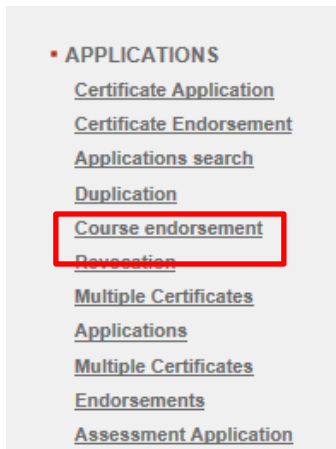 ▪ APPLICATIONS
Certificate Application
Certificate Endorsement
Applications search
Duplication
Course endorsement
Revocation
Multiple Certificates
Applications
Multiple Certificates
Endorsements
Assessment Application